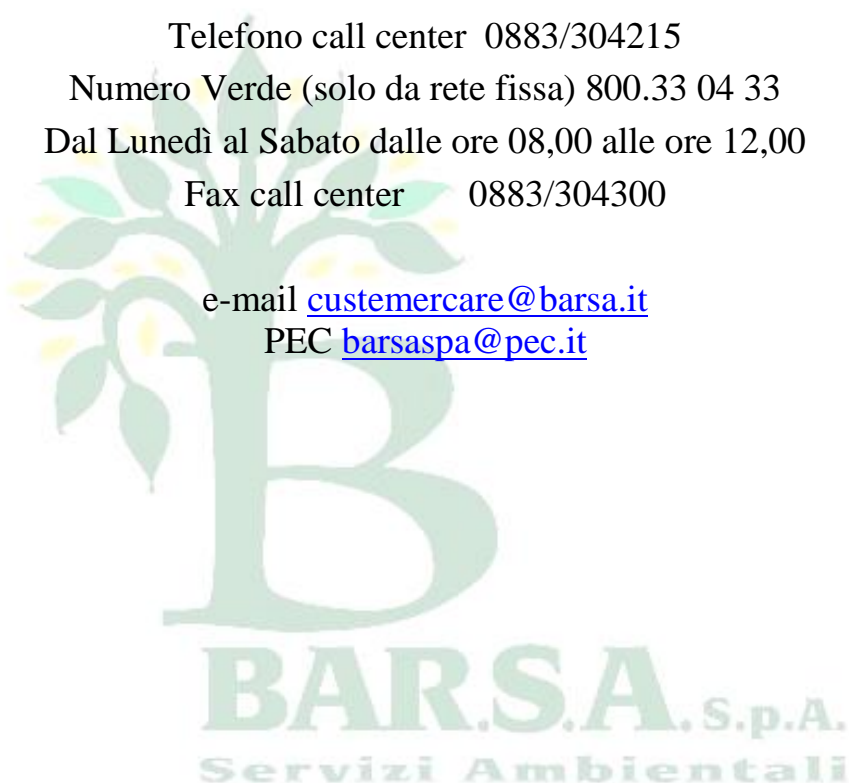 Telefono call center 0883/304215
Numero Verde (solo da rete fissa) 800.33 04 33
Dal Lunedì al Sabato dalle ore 08,00 alle ore 12,00
Fax call center 0883/304300
e-mail custemercare@barsa.it
PEC barsaspa@pec.it
B
BAR.S.A. S.p.A.
Servizi Ambientali